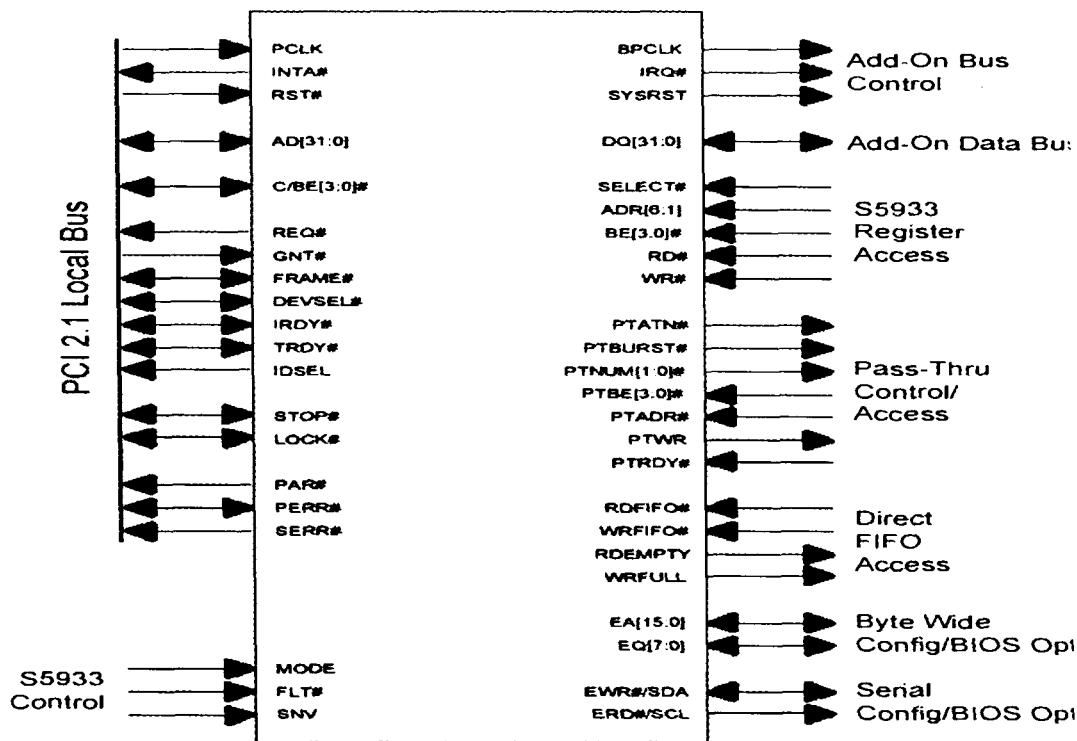 PCI 2.1 Local Bus
PCLK
INTA#
RST#
AD[31:0]
C/BE[3:0]#
REQ#
GNT#
FRAME#
DEVSEL#
IRDY#
TRDY#
IDSEL
STOP#
LOCK#
PAR#
PERR#
SERR#
S5933
Control
MODE
FLT#
SNV
BPCLK
IRQ#
SYSRST
Add-On Bus
Control
DQ[31:0]
Add-On Data Bu
SELECT#
ADR[6:1]
BE[3.0]#
RD#
WR#
S5933
Register
Access
PTATN#
PTBURST#
PTNUM[1:0]#
PTBE[3.0]#
PTADR#
PTWR
PTRDY#
Pass-Thru
Control/
Access
RDFIFO#
WRFIFO#
RDEMPTY
WRFULL
Direct
FIFO
Access
EA[15.0]
EQ[7:0]
Byte Wide
Config/BIOS Opt
EWR#/SDA
ERD#/SCL
Serial
Config/BIOS Opt